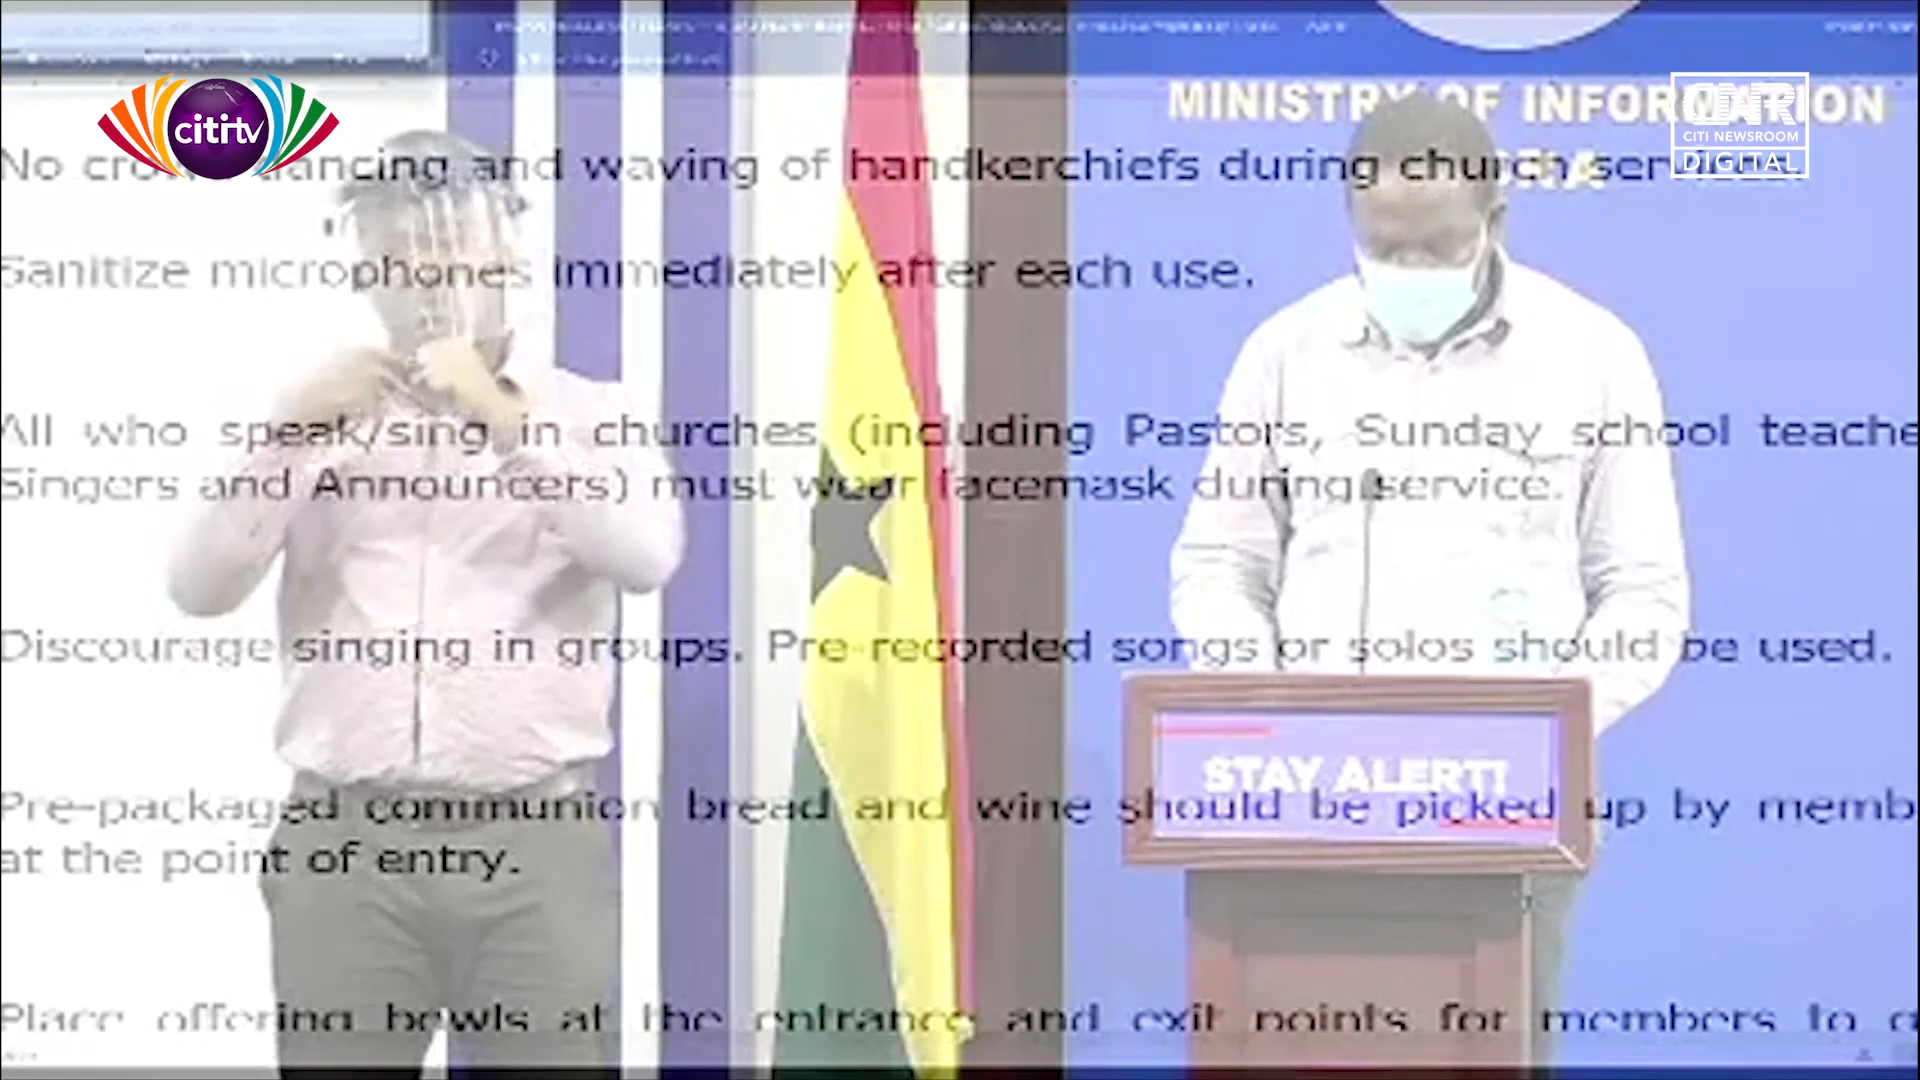 citi tv
MINISTRY OF INFORMATION
CNR
CITI NEWSROOM
DIGITAL
No crowd dancing and waving of handkerchiefs during church services.
Sanitize microphones immediately after each use.
All who speak/sing in churches (including Pastors, Sunday school teache
Singers and Announcers) must wear facemask during service.
Discourage singing in groups. Pre-recorded songs or solos should be used.
STAY ALERT!
Pre-packaged communion bread and wine should be picked up by memb
at the point of entry.
Place offering bowls at the entrance and exit points for members to